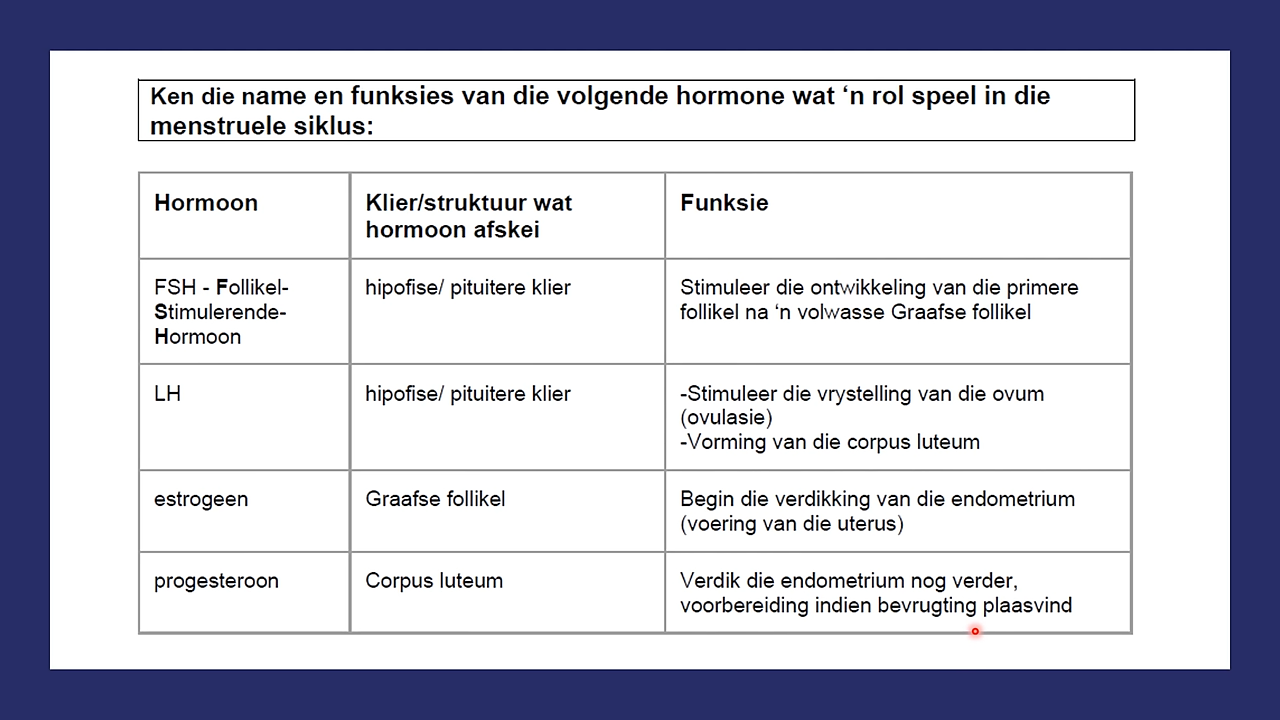 Ken die name en funksies van die volgende hormone wat ‘n rol speel in die
menstruele siklus:
Hormoon
Klier/struktuur wat
hormoon afskei
Funksie
FSH - Follikel-
Stimulerende-
Hormoon
hipofise/ pituitere klier
Stimuleer die ontwikkeling van die primere
follikel na ‘n volwasse Graafse follikel
LH
hipofise/ pituitere klier
-Stimuleer die vrystelling van die ovum
(ovulasie)
-Vorming van die corpus luteum
estrogeen
Graafse follikel
Begin die verdikking van die endometrium
(voering van die uterus)
progesteroon
Corpus luteum
Verdik die endometrium nog verder,
voorbereiding indien bevrugting plaasvind